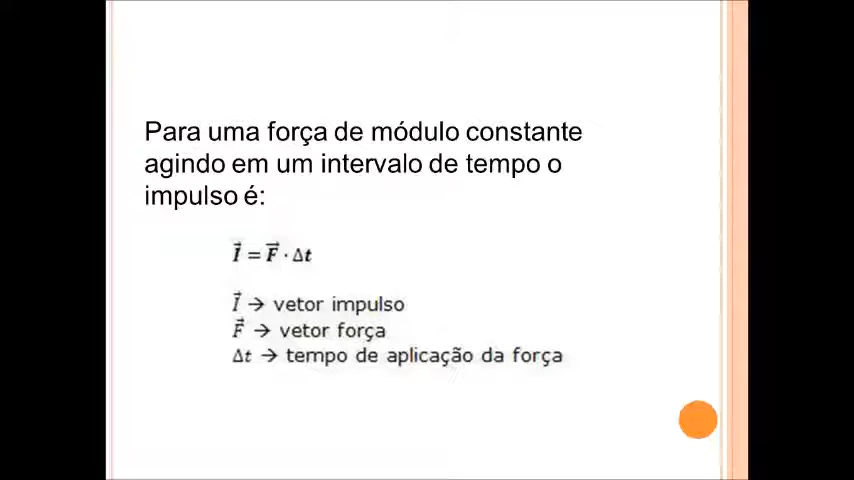 Para uma força de módulo constante
agindo em um intervalo de tempo o
impulso é:
I⃗ = F⃗ · Δt
I⃗ → vetor impulso
F⃗ → vetor força
Δt → tempo de aplicação da força